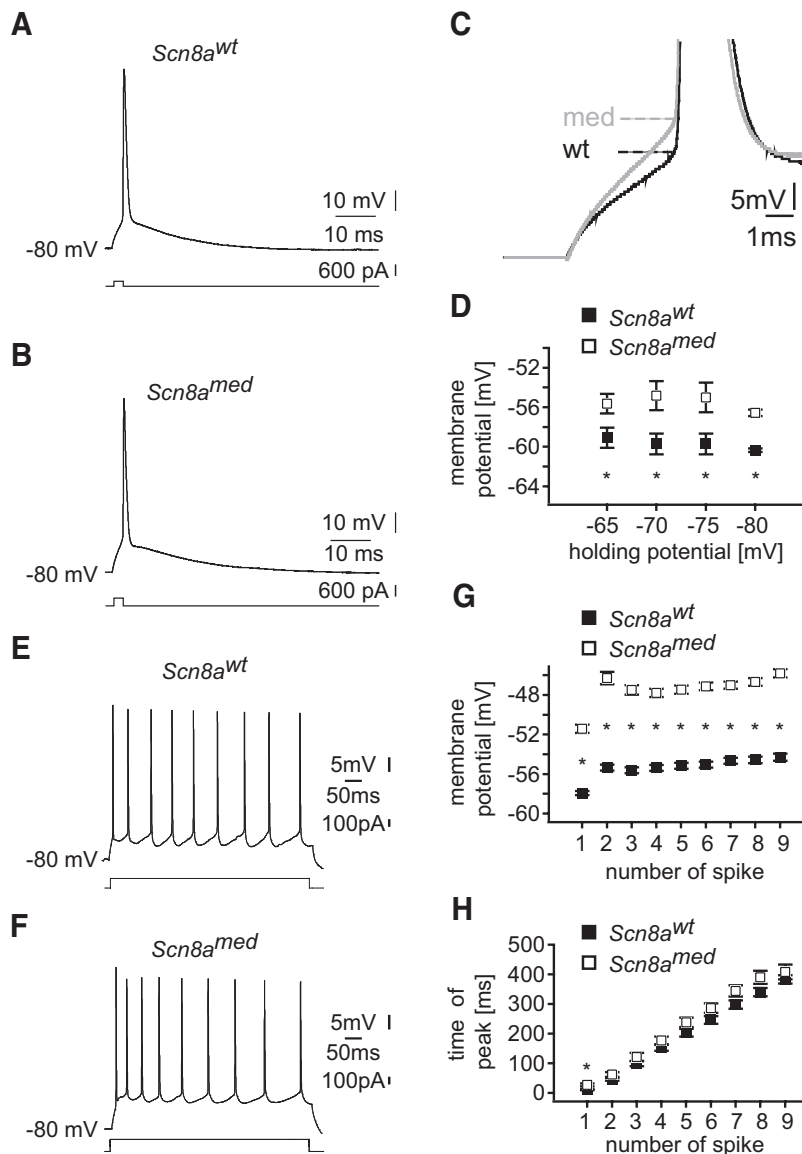 A
Scn8a^wt
10 mV
10 ms
600 pA
-80 mV
B
Scn8a^med
10 mV
10 ms
600 pA
-80 mV
C
med
wt
5mV
1ms
D
Scn8a^wt
Scn8a^med
membrane
potential [mV]
-52
-56
-60
-64
* * * *
-65 -70 -75 -80
holding potential [mV]
E
Scn8a^wt
5mV
50ms
100pA
-80 mV
F
Scn8a^med
5mV
50ms
100pA
-80 mV
G
Scn8a^wt
Scn8a^med
membrane
potential [mV]
-48
-52
-56
-60
* * * * * * * * *
1 2 3 4 5 6 7 8 9
number of spike
H
Scn8a^wt
Scn8a^med
time of
peak [ms]
500
400
300
200
100
0
*
1 2 3 4 5 6 7 8 9
number of spike